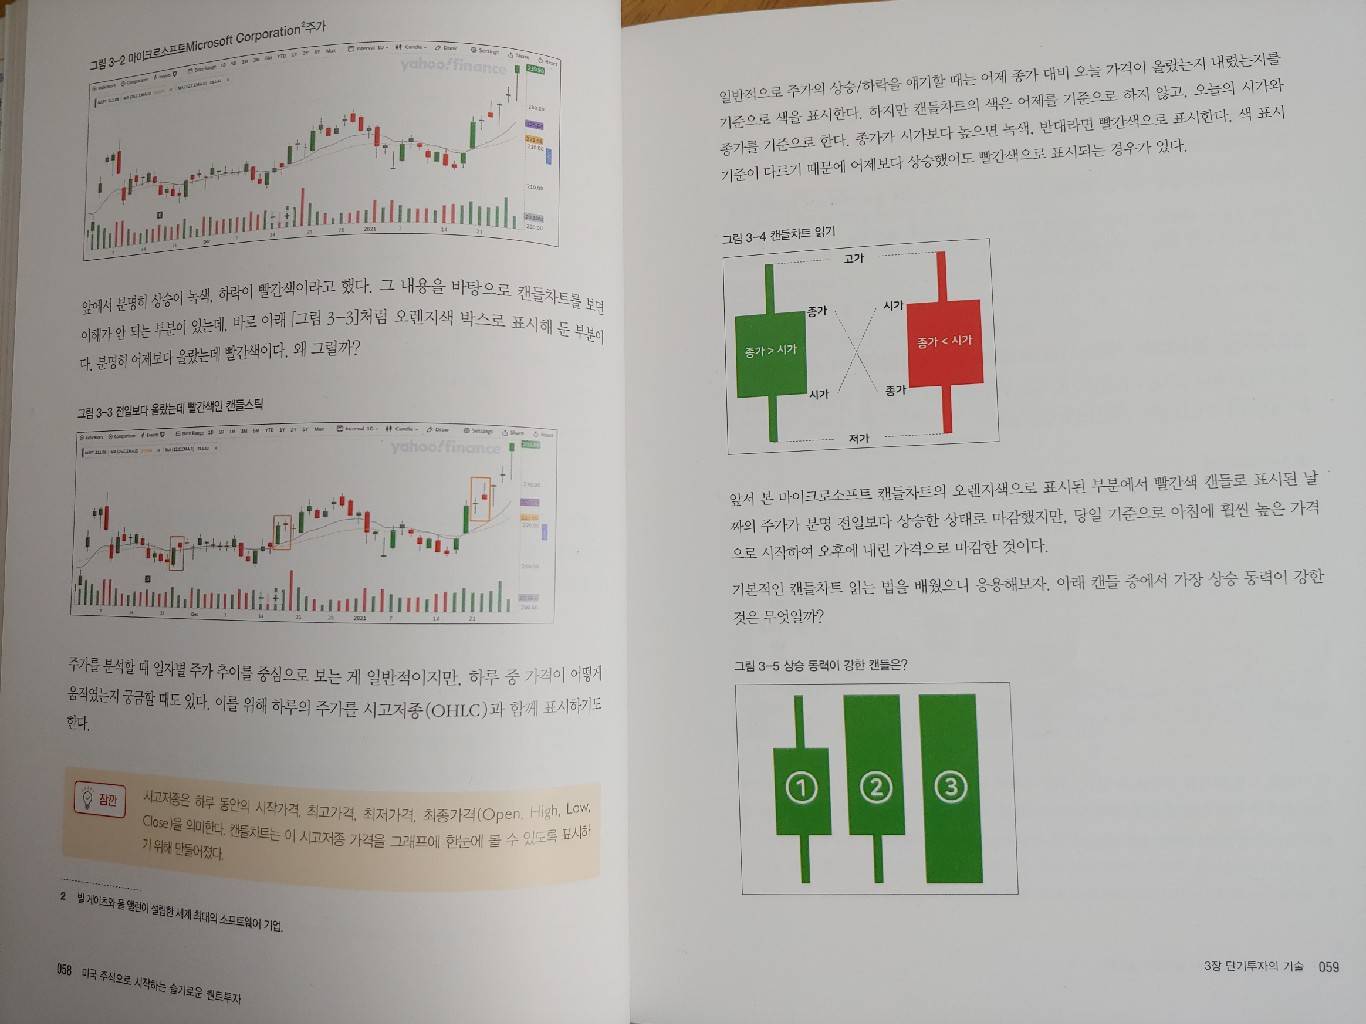 그림 3-2 마이크로소프트Microsoft Corporation²주가
yahoo!finance
앞에서 분명히 상승이 녹색, 하락이 빨간색이라고 했다. 그 내용을 바탕으로 캔들차트를 보면
이해가 안 되는 부분이 있는데, 바로 아래 [그림 3-3]처럼 오렌지색 박스로 표시해 둔 부분이
다. 분명히 어제보다 올랐는데 빨간색이다. 왜 그럴까?
그림 3-3 전일보다 올랐는데 빨간색인 캔들스틱
yahoo!finance
주가를 분석할 때 일자별 주가 추이를 중심으로 보는 게 일반적이지만, 하루 중 가격이 어떻게
움직였는지 궁금할 때도 있다. 이를 위해 하루의 주가를 시고저종(OHLC)과 함께 표시하기도
한다.
잠깐
시고저종은 하루 동안의 시작가격, 최고가격, 최저가격, 최종가격(Open, High, Low,
Close)을 의미한다. 캔들차트는 이 시고저종 가격을 그래프에 한눈에 볼 수 있도록 표시하
기 위해 만들어졌다.
2 빌 게이츠와 폴 앨런이 설립한 세계 최대의 소프트웨어 기업.
058 미국 주식으로 시작하는 슬기로운 퀀트투자
일반적으로 주가의 상승/하락을 얘기할 때는 어제 종가 대비 오늘 가격이 올랐는지 내렸는지를
기준으로 색을 표시한다. 하지만 캔들차트의 색은 어제를 기준으로 하지 않고, 오늘의 시가와
종가를 기준으로 한다. 종가가 시가보다 높으면 녹색, 반대라면 빨간색으로 표시한다. 색 표시
기준이 다르기 때문에 어제보다 상승했어도 빨간색으로 표시되는 경우가 있다.
그림 3-4 캔들차트 읽기
고가
종가 시가
종가 > 시가 종가 < 시가
시가 종가
저가
앞서 본 마이크로소프트 캔들차트의 오렌지색으로 표시된 부분에서 빨간색 캔들로 표시된 날
짜의 주가가 분명 전일보다 상승한 상태로 마감했지만, 당일 기준으로 아침에 훨씬 높은 가격
으로 시작하여 오후에 내린 가격으로 마감한 것이다.
기본적인 캔들차트 읽는 법을 배웠으니 응용해보자. 아래 캔들 중에서 가장 상승 동력이 강한
것은 무엇일까?
그림 3-5 상승 동력이 강한 캔들은?
① ② ③
3장 단기투자의 기술 059